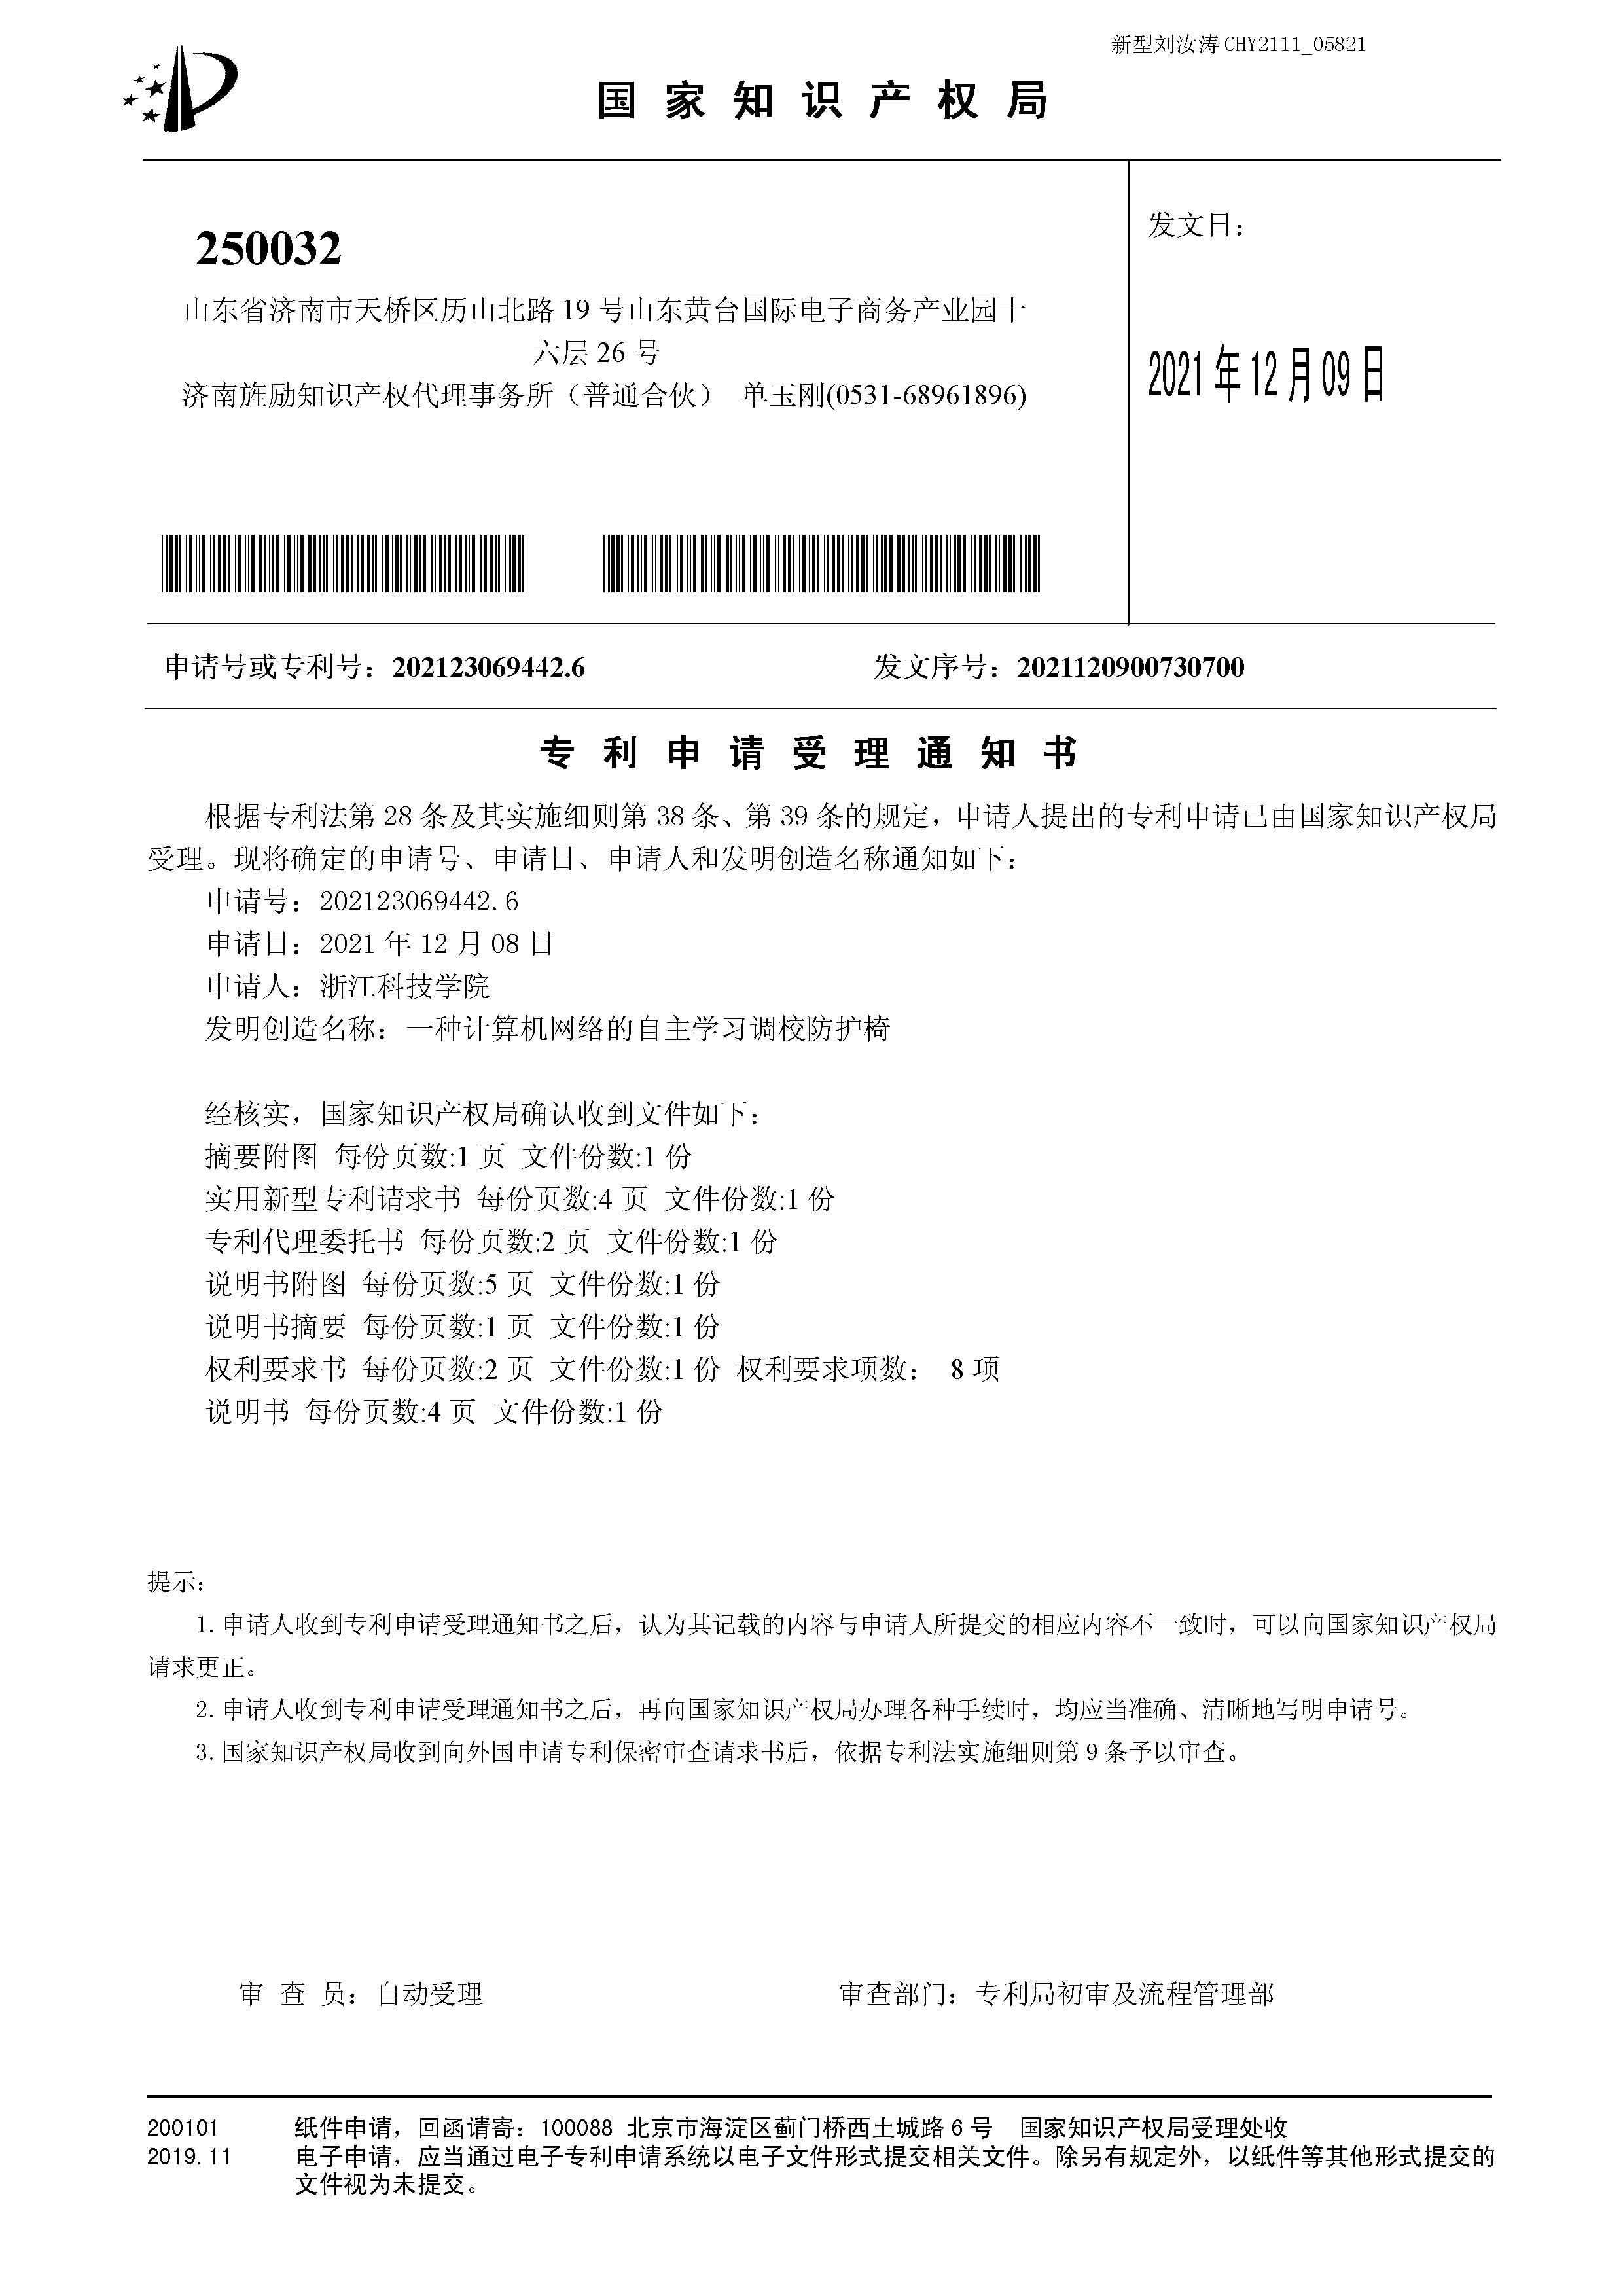 新型刘汝涛 CHY2111_05821
国家知识产权局
250032
发文日：
山东省济南市天桥区历山北路 19 号山东黄台国际电子商务产业园十
六层 26 号
济南旌励知识产权代理事务所（普通合伙） 单玉刚(0531-68961896)
2021 年 12 月 09 日
申请号或专利号：202123069442.6 发文序号：2021120900730700
专利申请受理通知书
根据专利法第 28 条及其实施细则第 38 条、第 39 条的规定，申请人提出的专利申请已由国家知识产权局
受理。现将确定的申请号、申请日、申请人和发明创造名称通知如下：
申请号：202123069442.6
申请日：2021 年 12 月 08 日
申请人：浙江科技学院
发明创造名称：一种计算机网络的自主学习调校防护椅
经核实，国家知识产权局确认收到文件如下：
摘要附图 每份页数:1 页 文件份数:1 份
实用新型专利请求书 每份页数:4 页 文件份数:1 份
专利代理委托书 每份页数:2 页 文件份数:1 份
说明书附图 每份页数:5 页 文件份数:1 份
说明书摘要 每份页数:1 页 文件份数:1 份
权利要求书 每份页数:2 页 文件份数:1 份 权利要求项数： 8 项
说明书 每份页数:4 页 文件份数:1 份
提示：
1. 申请人收到专利申请受理通知书之后，认为其记载的内容与申请人所提交的相应内容不一致时，可以向国家知识产权局
请求更正。
2. 申请人收到专利申请受理通知书之后，再向国家知识产权局办理各种手续时，均应当准确、清晰地写明申请号。
3. 国家知识产权局收到向外国申请专利保密审查请求书后，依据专利法实施细则第 9 条予以审查。
审 查 员：自动受理 审查部门：专利局初审及流程管理部
200101 纸件申请，回函请寄：100088 北京市海淀区蓟门桥西土城路 6 号 国家知识产权局受理处收
2019.11 电子申请，应当通过电子专利申请系统以电子文件形式提交相关文件。除另有规定外，以纸件等其他形式提交的
文件视为未提交。